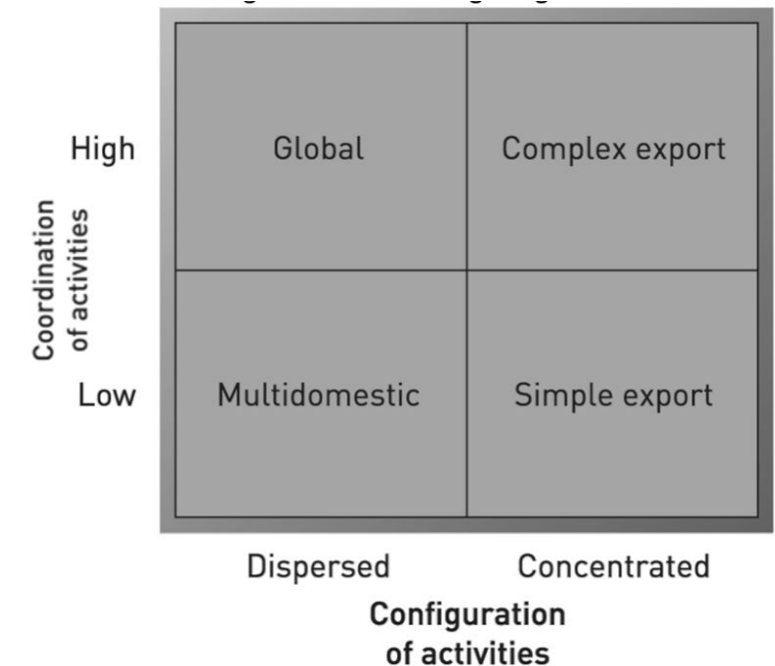 High
Global
Complex export
Coordination
of activities
Low
Multidomestic
Simple export
Dispersed
Concentrated
Configuration
of activities